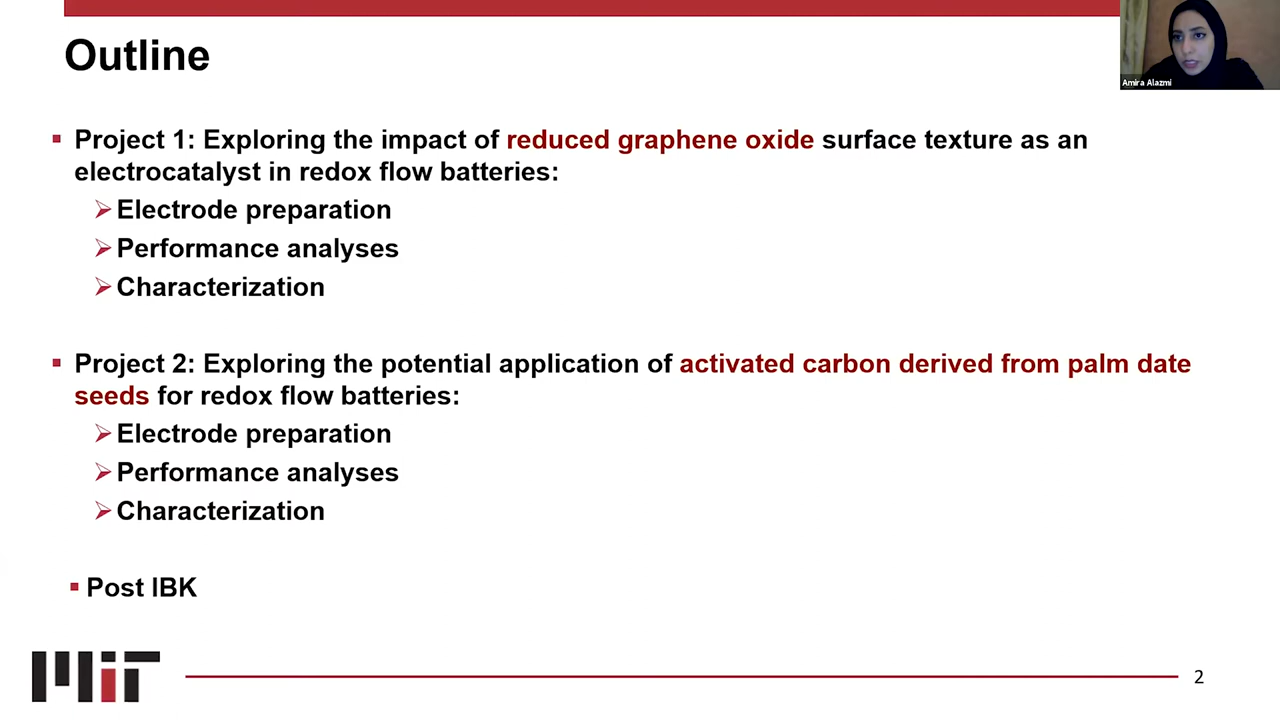 Outline
Amira Alazmi
Project 1: Exploring the impact of reduced graphene oxide surface texture as an
electrocatalyst in redox flow batteries:
Electrode preparation
Performance analyses
Characterization
Project 2: Exploring the potential application of activated carbon derived from palm date
seeds for redox flow batteries:
Electrode preparation
Performance analyses
Characterization
Post IBK
MIT
2